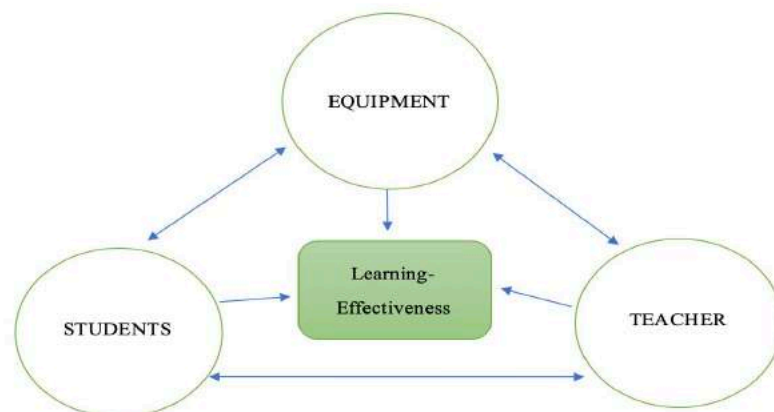 EQUIPMENT
Learning-
Effectiveness
STUDENTS
TEACHER